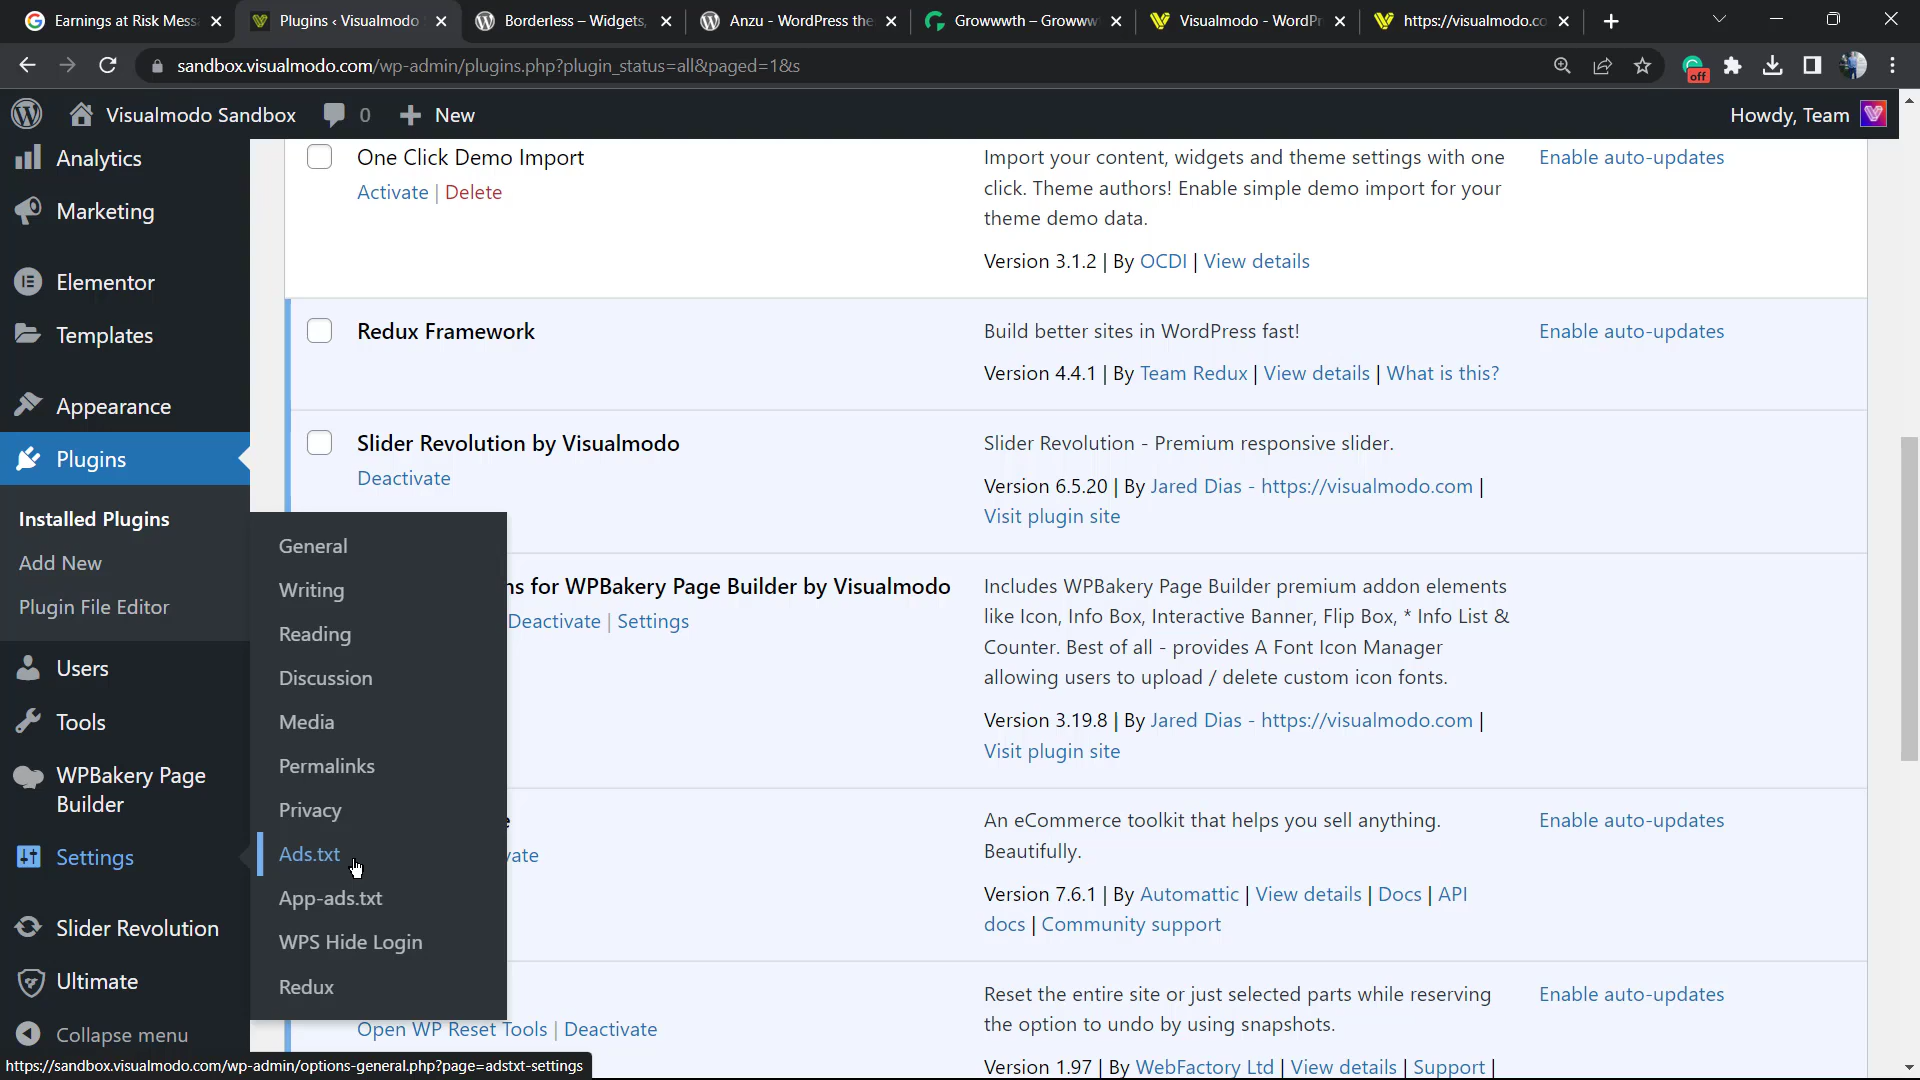 Earnings at Risk Mess
Plugins ‹ Visualmodo
Borderless – Widgets,
Anzu - WordPress the
Growwwth – Growww
Visualmodo - WordPr
https://visualmodo.co
sandbox.visualmodo.com/wp-admin/plugins.php?plugin_status=all&paged=1&s
off
Visualmodo Sandbox
0
New
Howdy, Team
Analytics
Marketing
Elementor
Templates
Appearance
Plugins
Installed Plugins
Add New
Plugin File Editor
Users
Tools
WPBakery Page
Builder
Settings
Slider Revolution
Ultimate
Collapse menu
General
Writing
Reading
Discussion
Media
Permalinks
Privacy
Ads.txt
App-ads.txt
WPS Hide Login
Redux
One Click Demo Import
Activate | Delete
Import your content, widgets and theme settings with one
click. Theme authors! Enable simple demo import for your
theme demo data.
Version 3.1.2 | By OCDI | View details
Enable auto-updates
Redux Framework
Build better sites in WordPress fast!
Version 4.4.1 | By Team Redux | View details | What is this?
Enable auto-updates
Slider Revolution by Visualmodo
Deactivate
Slider Revolution - Premium responsive slider.
Version 6.5.20 | By Jared Dias - https://visualmodo.com |
Visit plugin site
ns for WPBakery Page Builder by Visualmodo
Deactivate | Settings
Includes WPBakery Page Builder premium addon elements
like Icon, Info Box, Interactive Banner, Flip Box, * Info List &
Counter. Best of all - provides A Font Icon Manager
allowing users to upload / delete custom icon fonts.
Version 3.19.8 | By Jared Dias - https://visualmodo.com |
Visit plugin site
An eCommerce toolkit that helps you sell anything.
Beautifully.
Version 7.6.1 | By Automattic | View details | Docs | API
docs | Community support
Enable auto-updates
Open WP Reset Tools | Deactivate
Reset the entire site or just selected parts while reserving
the option to undo by using snapshots.
Version 1.97 | By WebFactory Ltd | View details | Support |
Enable auto-updates
https://sandbox.visualmodo.com/wp-admin/options-general.php?page=adstxt-settings